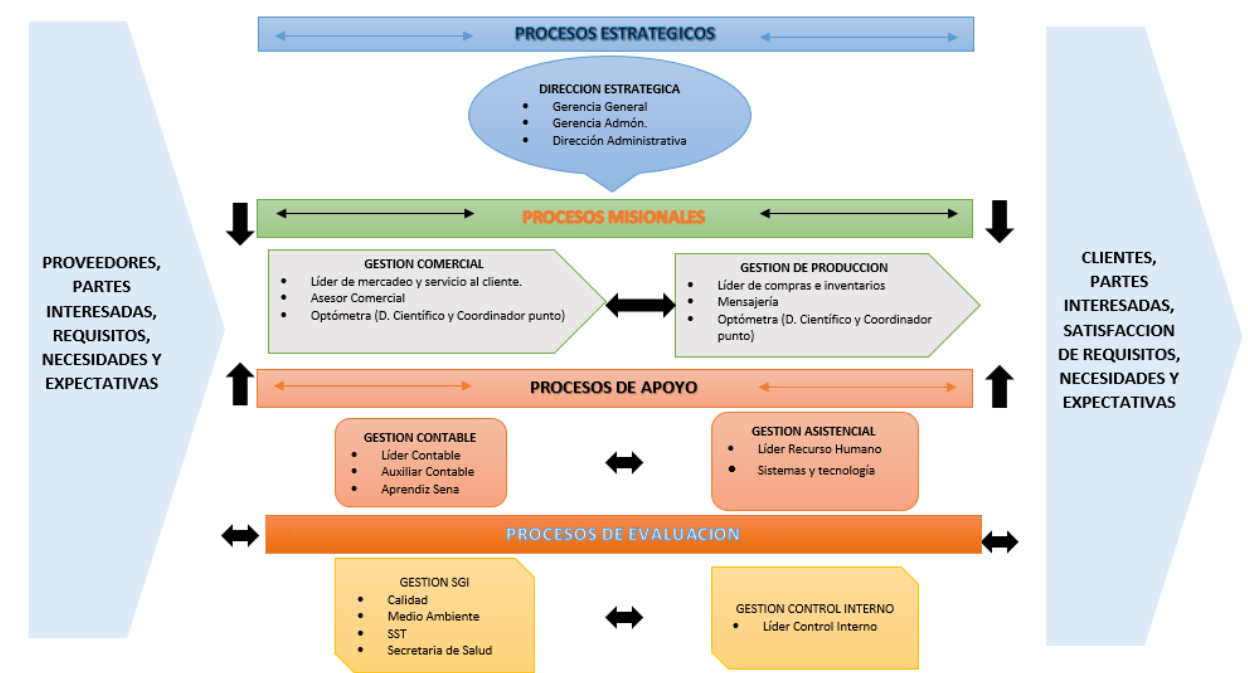 PROCESOS ESTRATEGICOS
DIRECCION ESTRATEGICA
• Gerencia General
• Gerencia Admón.
• Dirección Administrativa
PROVEEDORES,
PARTES
INTERESADAS,
REQUISITOS,
NECESIDADES Y
EXPECTATIVAS
PROCESOS MISIONALES
GESTION COMERCIAL
• Líder de mercadeo y servicio al cliente.
• Asesor Comercial
• Optómetra (D. Científico y Coordinador punto)
GESTION DE PRODUCCION
• Líder de compras e inventarios
• Mensajería
• Optómetra (D. Científico y Coordinador
punto)
PROCESOS DE APOYO
GESTION CONTABLE
• Líder Contable
• Auxiliar Contable
• Aprendiz Sena
GESTION ASISTENCIAL
• Líder Recurso Humano
• Sistemas y tecnología
PROCESOS DE EVALUACION
GESTION SGI
• Calidad
• Medio Ambiente
• SST
• Secretaria de Salud
GESTION CONTROL INTERNO
• Líder Control Interno
CLIENTES,
PARTES
INTERESADAS,
SATISFACCION
DE REQUISITOS,
NECESIDADES Y
EXPECTATIVAS